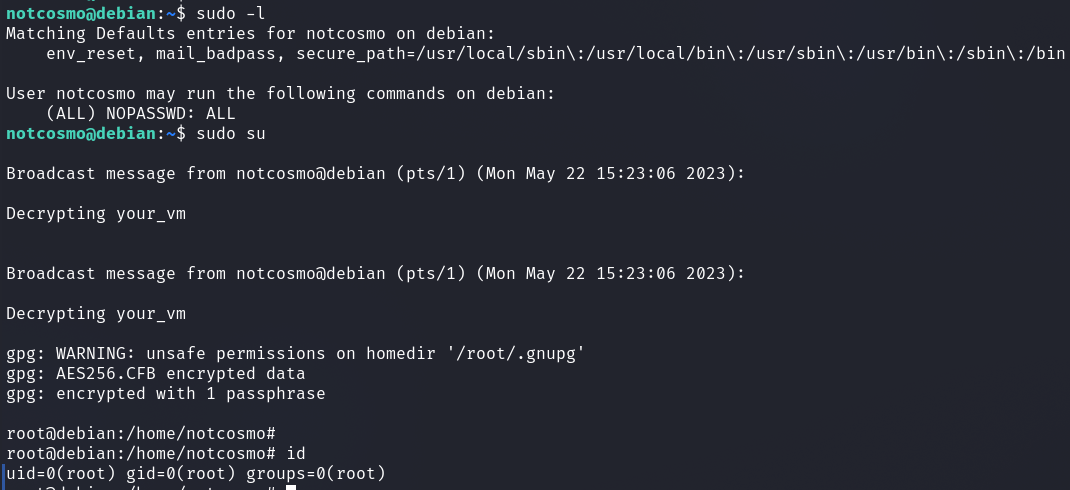 notcosmo@debian:~$ sudo -l
Matching Defaults entries for notcosmo on debian:
    env_reset, mail_badpass, secure_path=/usr/local/sbin\:/usr/local/bin\:/usr/sbin\:/usr/bin\:/sbin\:/bin
User notcosmo may run the following commands on debian:
    (ALL) NOPASSWD: ALL
notcosmo@debian:~$ sudo su
Broadcast message from notcosmo@debian (pts/1) (Mon May 22 15:23:06 2023):
Decrypting your_vm
Broadcast message from notcosmo@debian (pts/1) (Mon May 22 15:23:06 2023):
Decrypting your_vm
gpg: WARNING: unsafe permissions on homedir '/root/.gnupg'
gpg: AES256.CFB encrypted data
gpg: encrypted with 1 passphrase
root@debian:/home/notcosmo#
root@debian:/home/notcosmo# id
uid=0(root) gid=0(root) groups=0(root)
root@debian:/home/notcosmo#